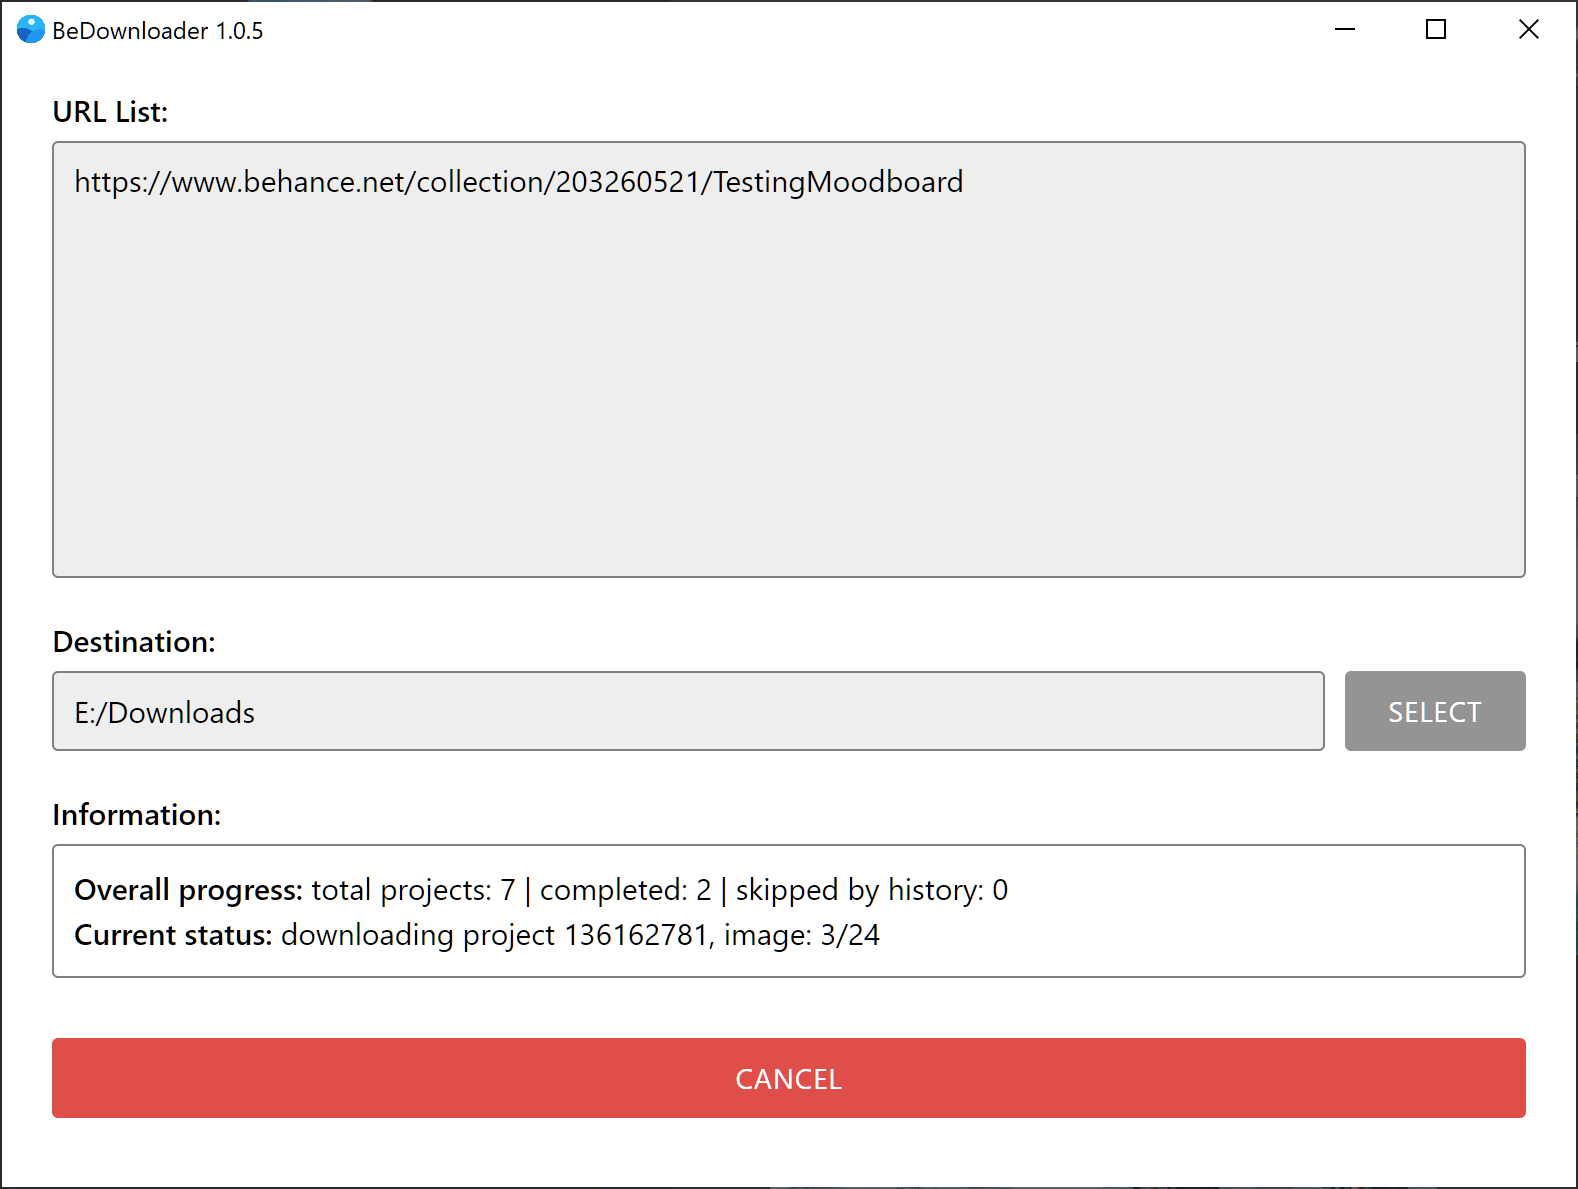 BeDownloader 1.0.5
URL List:
https://www.behance.net/collection/203260521/TestingMoodboard
Destination:
E:/Downloads
SELECT
Information:
Overall progress: total projects: 7 | completed: 2 | skipped by history: 0
Current status: downloading project 136162781, image: 3/24
CANCEL